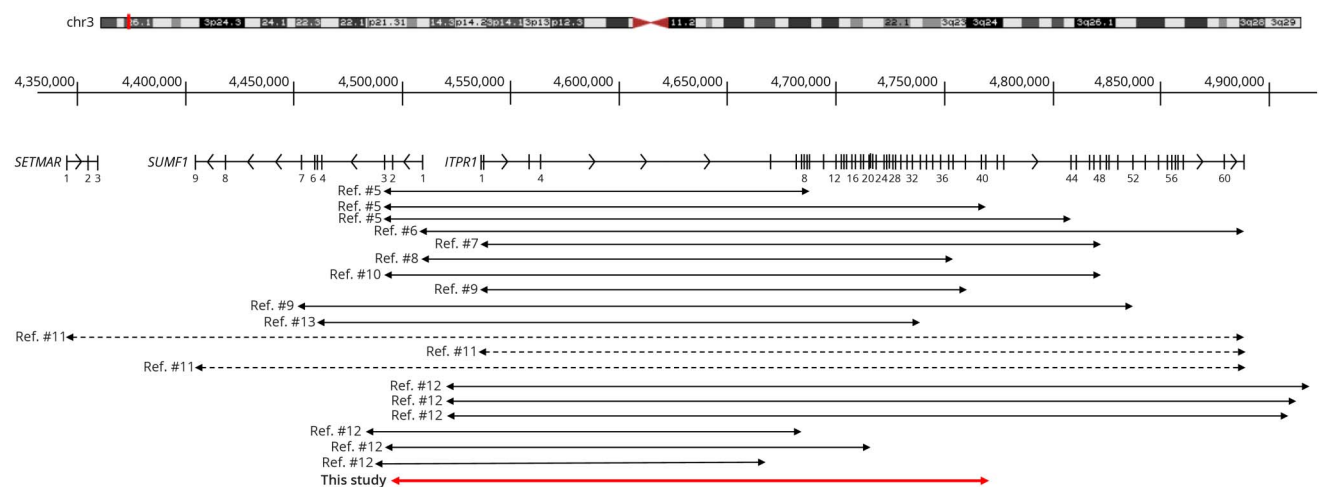 chr3 26.1 3p24.3 24.1 22.3 22.1 p21.31 14.3 p14.2 3p14.1 3p13 p12.3 11.2 22.1 3q23 3q24 3q26.1 3q28 3q29
4,350,000 4,400,000 4,450,000 4,500,000 4,550,000 4,600,000 4,650,000 4,700,000 4,750,000 4,800,000 4,850,000 4,900,000
SETMAR SUMF1 ITPR1
1 2 3 9 8 7 6 4 3 2 1 1 4 8 12 16 20 24 28 32 36 40 44 48 52 56 60
Ref. #5
Ref. #5
Ref. #5
Ref. #6
Ref. #7
Ref. #8
Ref. #10
Ref. #9
Ref. #9
Ref. #13
Ref. #11
Ref. #11
Ref. #11
Ref. #12
Ref. #12
Ref. #12
Ref. #12
Ref. #12
Ref. #12
This study